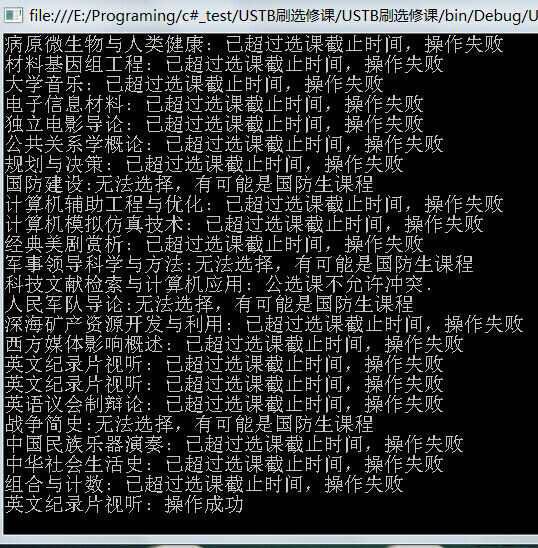 file:///E:/Programing/c#_test/USTB刷选修课/USTB刷选修课/bin/Debug/U
病原微生物与人类健康: 已超过选课截止时间, 操作失败
材料基因组工程: 已超过选课截止时间, 操作失败
大学音乐: 已超过选课截止时间, 操作失败
电子信息材料: 已超过选课截止时间, 操作失败
独立电影导论: 已超过选课截止时间, 操作失败
公共关系学概论: 已超过选课截止时间, 操作失败
规划与决策: 已超过选课截止时间, 操作失败
国防建设:无法选择, 有可能是国防生课程
计算机辅助工程与优化: 已超过选课截止时间, 操作失败
计算机模拟仿真技术: 已超过选课截止时间, 操作失败
经典美剧赏析: 已超过选课截止时间, 操作失败
军事领导科学与方法:无法选择, 有可能是国防生课程
科技文献检索与计算机应用: 公选课不允许冲突.
人民军队导论:无法选择, 有可能是国防生课程
深海矿产资源开发与利用: 已超过选课截止时间, 操作失败
西方媒体影响概述: 已超过选课截止时间, 操作失败
英文纪录片视听: 已超过选课截止时间, 操作失败
英文纪录片视听: 已超过选课截止时间, 操作失败
英语议会制辩论: 已超过选课截止时间, 操作失败
战争简史:无法选择, 有可能是国防生课程
中国民族乐器演奏: 已超过选课截止时间, 操作失败
中华社会生活史: 已超过选课截止时间, 操作失败
组合与计数: 已超过选课截止时间, 操作失败
英文纪录片视听: 操作成功